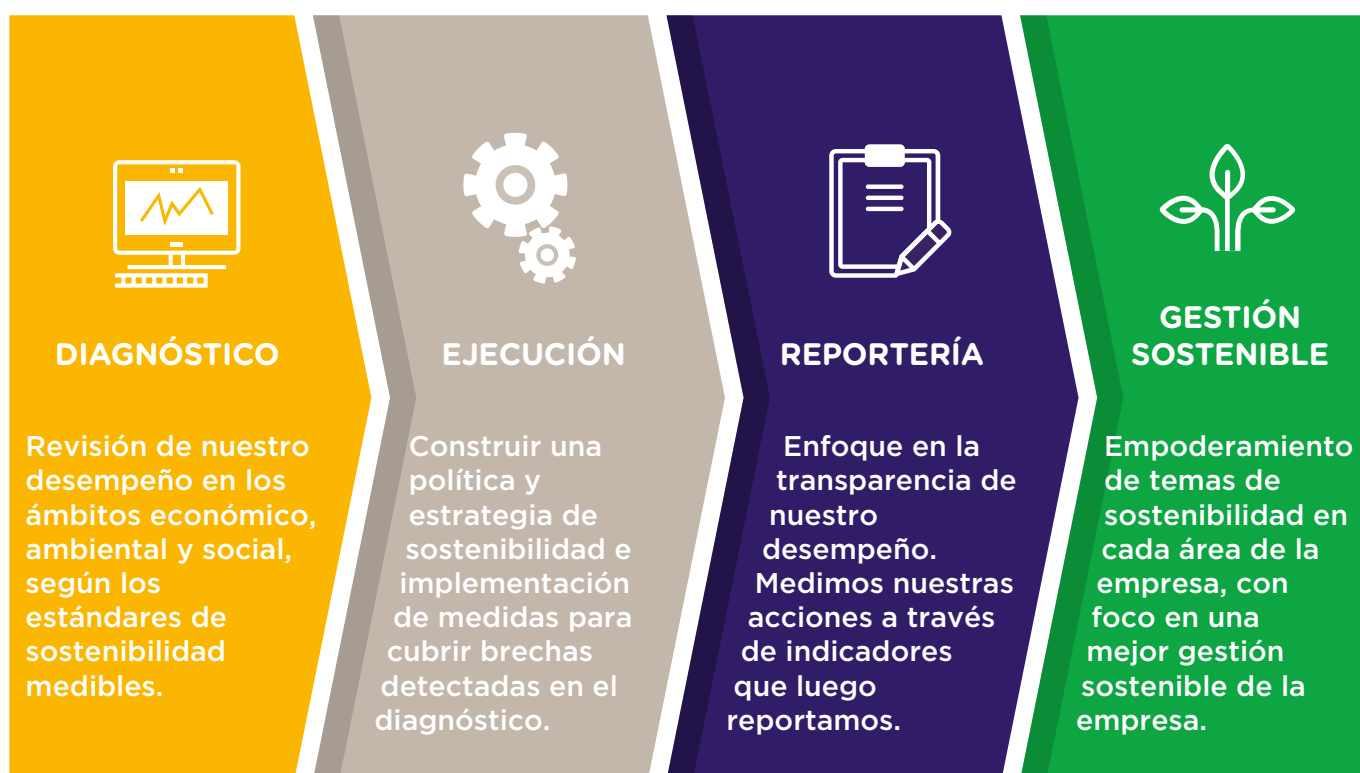 DIAGNÓSTICO
Revisión de nuestro
desempeño en los
ámbitos económico,
ambiental y social,
según los
estándares de
sostenibilidad
medibles.
EJECUCIÓN
Construir una
política y
estrategia de
sostenibilidad e
implementación
de medidas para
cubrir brechas
detectadas en el
diagnóstico.
REPORTERÍA
Enfoque en la
transparencia de
nuestro
desempeño.
Medimos nuestras
acciones a través
de indicadores
que luego
reportamos.
GESTIÓN
SOSTENIBLE
Empoderamiento
de temas de
sostenibilidad en
cada área de la
empresa, con
foco en una
mejor gestión
sostenible de la
empresa.